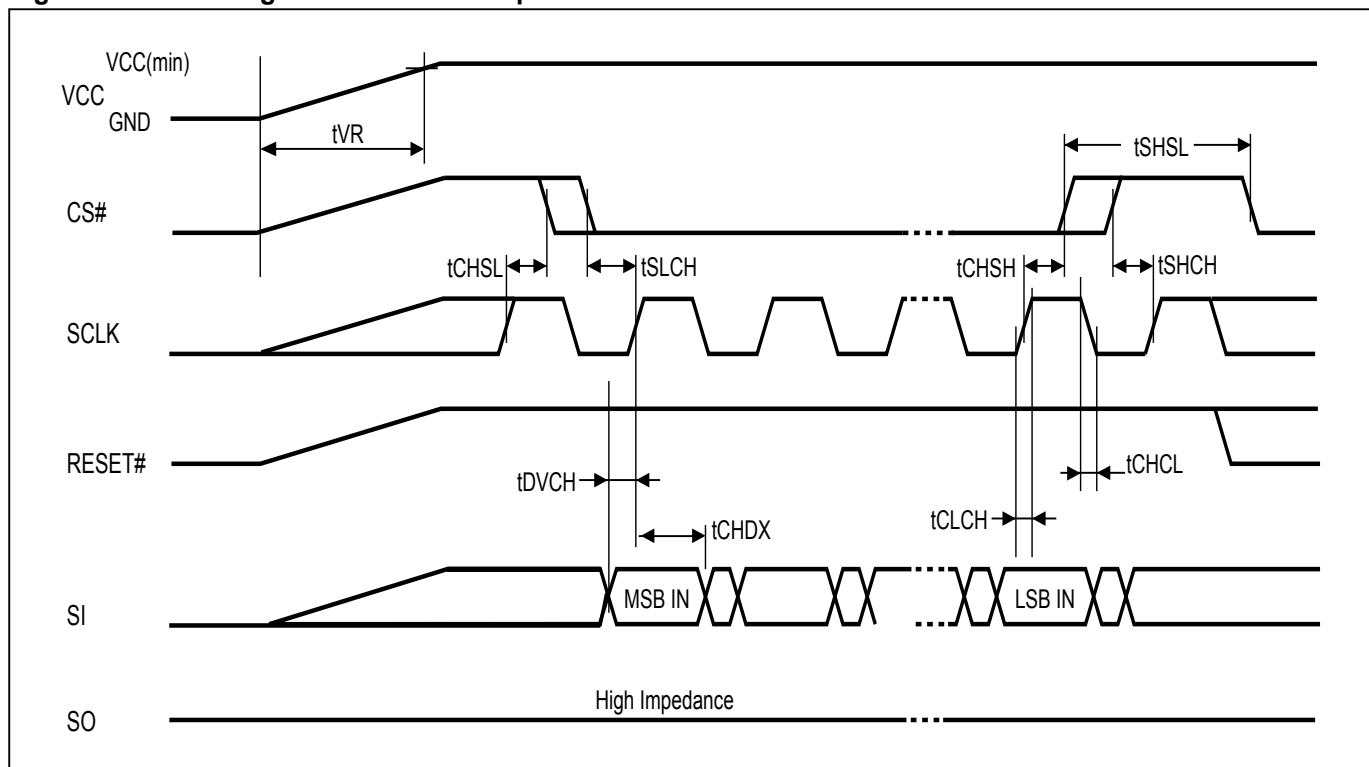 VCC(min)
VCC
GND
tVR
tSHSL
CS#
tCHSL
tSLCH
tCHSH
tSHCH
SCLK
RESET#
tDVCH
tCHCL
tCLCH
tCHDX
SI
MSB IN
LSB IN
High Impedance
SO